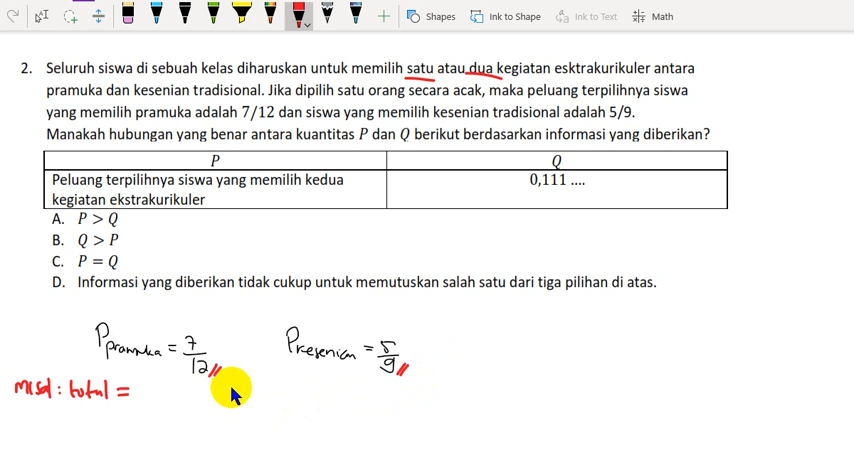 Shapes Ink to Shape Ink to Text Math
2. Seluruh siswa di sebuah kelas diharuskan untuk memilih satu atau dua kegiatan esktrakurikuler antara
pramuka dan kesenian tradisional. Jika dipilih satu orang secara acak, maka peluang terpilihnya siswa
yang memilih pramuka adalah 7/12 dan siswa yang memilih kesenian tradisional adalah 5/9.
Manakah hubungan yang benar antara kuantitas P dan Q berikut berdasarkan informasi yang diberikan?
P Q
Peluang terpilihnya siswa yang memilih kedua 0,111 ....
kegiatan ekstrakurikuler
A. P > Q
B. Q > P
C. P = Q
D. Informasi yang diberikan tidak cukup untuk memutuskan salah satu dari tiga pilihan di atas.
P pramuka = 7/12 P kesenian = 5/9
misal : total =